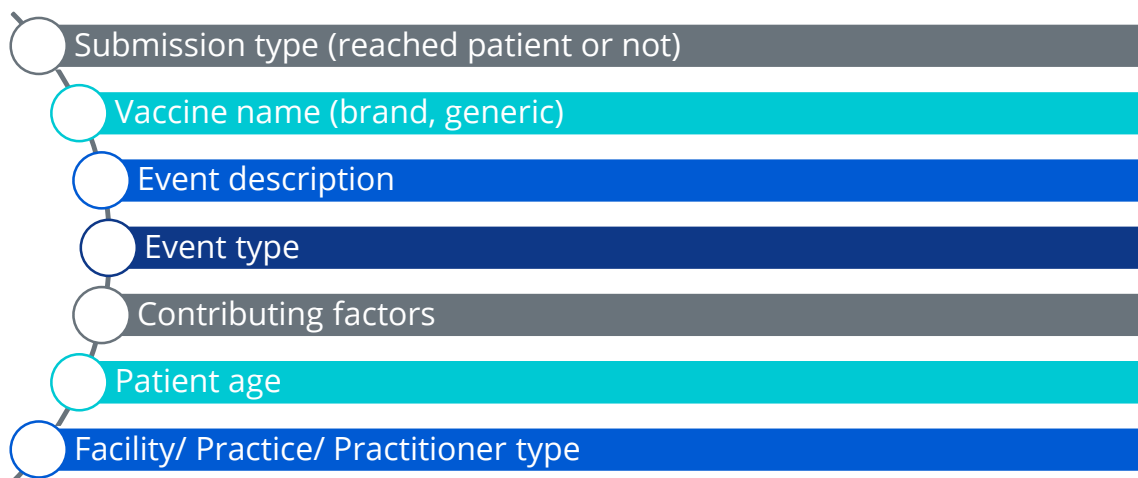 Submission type (reached patient or not)
Vaccine name (brand, generic)
Event description
Event type
Contributing factors
Patient age
Facility/ Practice/ Practitioner type